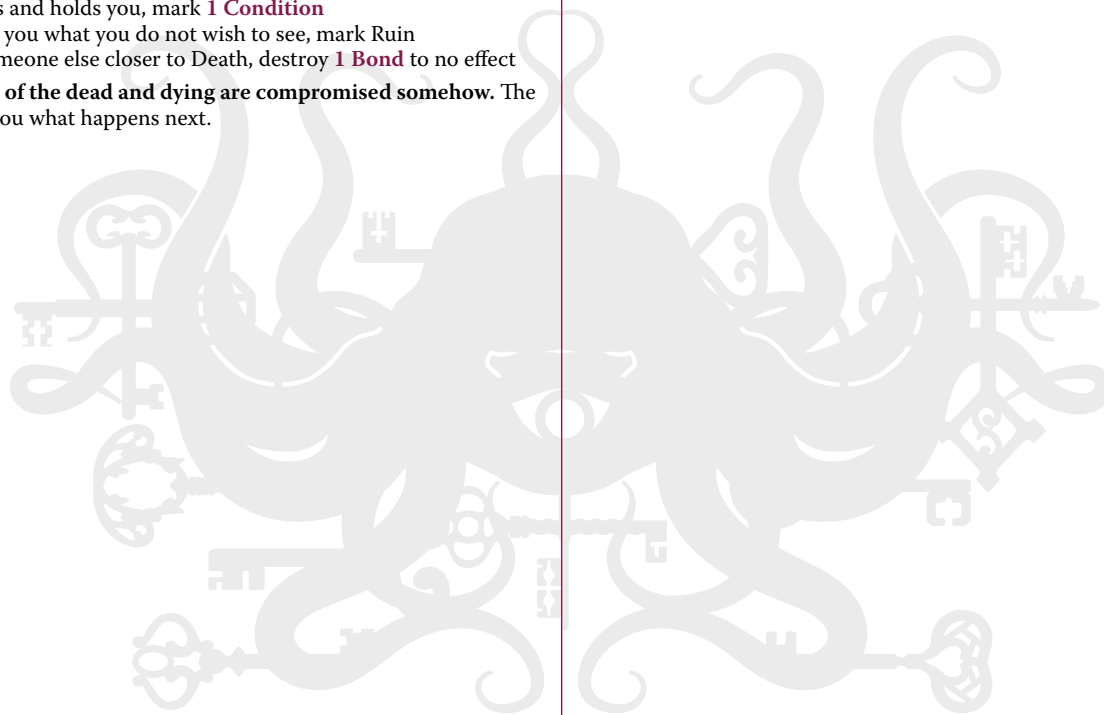 s and holds you, mark 1 Condition
you what you do not wish to see, mark Ruin
meone else closer to Death, destroy 1 Bond to no effect
of the dead and dying are compromised somehow. The
ou what happens next.